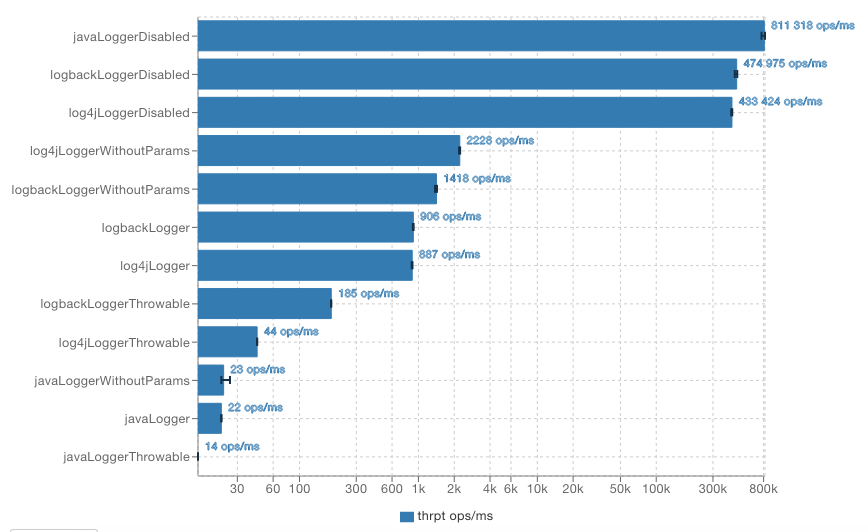 javaLoggerDisabled 811 318 ops/ms
logbackLoggerDisabled 474 975 ops/ms
log4jLoggerDisabled 433 424 ops/ms
log4jLoggerWithoutParams 2228 ops/ms
logbackLoggerWithoutParams 1418 ops/ms
logbackLogger 906 ops/ms
log4jLogger 887 ops/ms
logbackLoggerThrowable 185 ops/ms
log4jLoggerThrowable 44 ops/ms
javaLoggerWithoutParams 23 ops/ms
javaLogger 22 ops/ms
javaLoggerThrowable 14 ops/ms
30 60 100 300 600 1k 2k 4k 6k 10k 20k 50k 100k 300k 800k
thrpt ops/ms